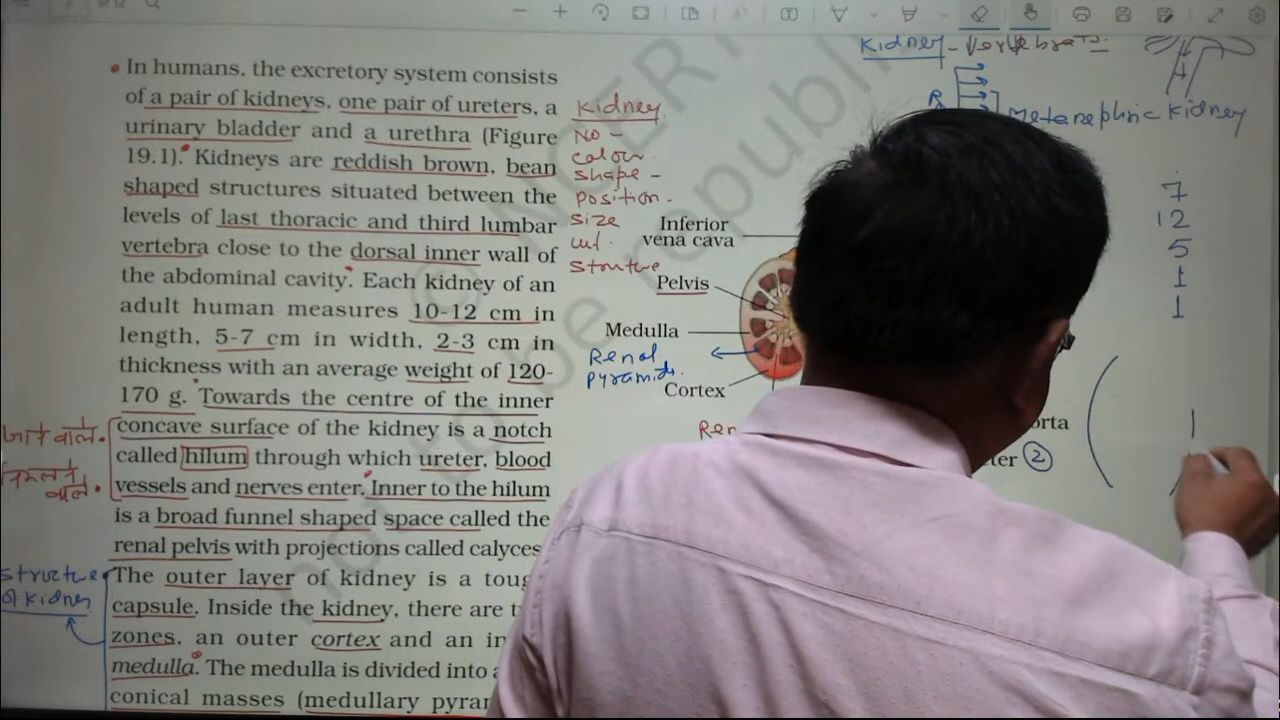 • In humans, the excretory system consists
of a pair of kidneys, one pair of ureters, a
urinary bladder and a urethra (Figure
19.1). Kidneys are reddish brown, bean
shaped structures situated between the
levels of last thoracic and third lumbar
vertebra close to the dorsal inner wall of
the abdominal cavity. Each kidney of an
adult human measures 10-12 cm in
length, 5-7 cm in width, 2-3 cm in
thickness with an average weight of 120-
170 g. Towards the centre of the inner
concave surface of the kidney is a notch
called hilum through which ureter, blood
vessels and nerves enter. Inner to the hilum
is a broad funnel shaped space called the
renal pelvis with projections called calyces
The outer layer of kidney is a toug
capsule. Inside the kidney, there are t
zones, an outer cortex and an in
medulla. The medulla is divided into a
conical masses (medullary pyra
structure
of kidney
Kidney
No -
colour
shape -
position -
size
wt.
Inferior
vena cava
Pelvis
Medulla
Renal
pyramids.
Cortex
Ren
Kidney - Vertebrats
Metanephric Kidney
7
12
5
1
1
orta
ter 2
1